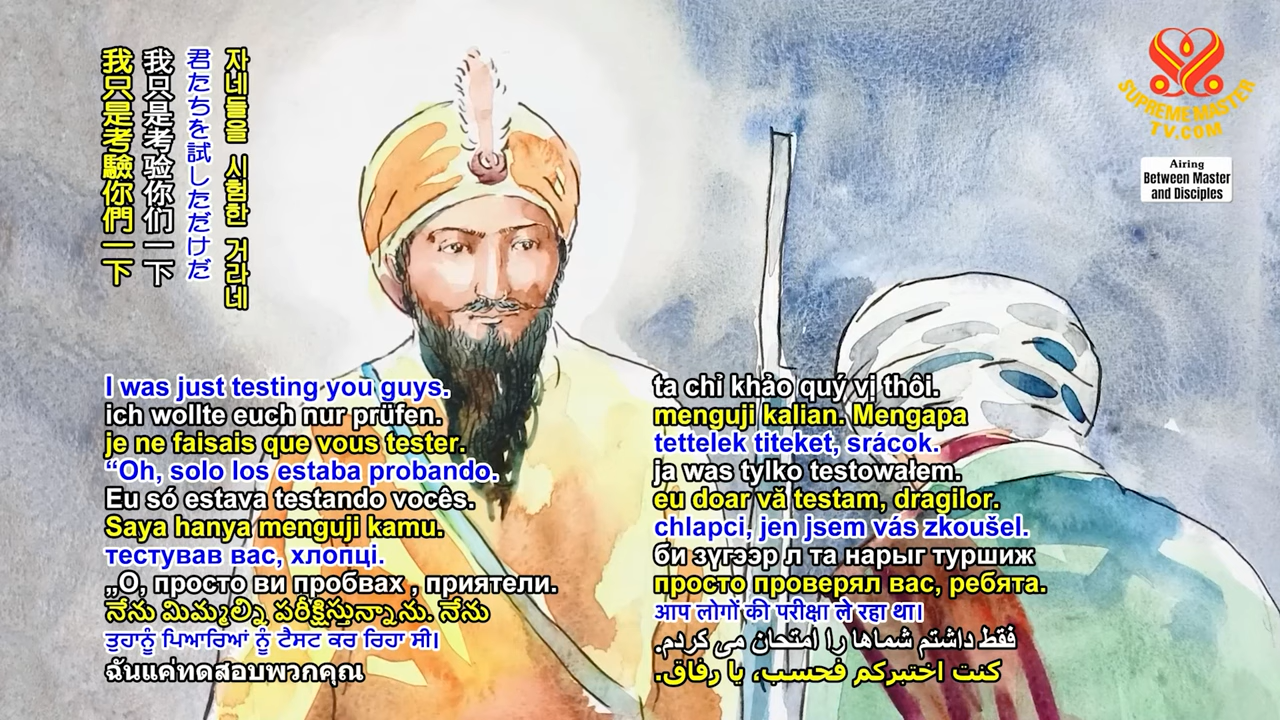 我只是考驗你們一下
我只是考验你们一下
君たちを試しただけだ
자네들을 시험한 거라네
SUPREME MASTER
TV.COM
Airing
Between Master
and Disciples
I was just testing you guys.
ich wollte euch nur prüfen.
je ne faisais que vous tester.
“Oh, solo los estaba probando.
Eu só estava testando vocês.
Saya hanya menguji kamu.
тестував вас, хлопці.
„О, просто ви пробвах , приятели.
నేను మిమ్మల్ని పరీక్షిస్తున్నాను. నేను
ਤੁਹਾਨੂੰ ਪਿਆਰਿਆਂ ਨੂੰ ਟੈਸਟ ਕਰ ਰਿਹਾ ਸੀ।
ฉันแค่ทดสอบพวกคุณ
ta chỉ khảo quý vị thôi.
menguji kalian. Mengapa
tettelek titeket, srácok.
ja was tylko testowałem.
eu doar vă testam, dragilor.
chlapci, jen jsem vás zkoušel.
би зүгээр л та нарыг туршиж
просто проверял вас, ребята.
आप लोगों की परीक्षा ले रहा था।
فقط داشتم شماها را امتحان می کردم.
كنت اختبركم فحسب، يا رفاق.